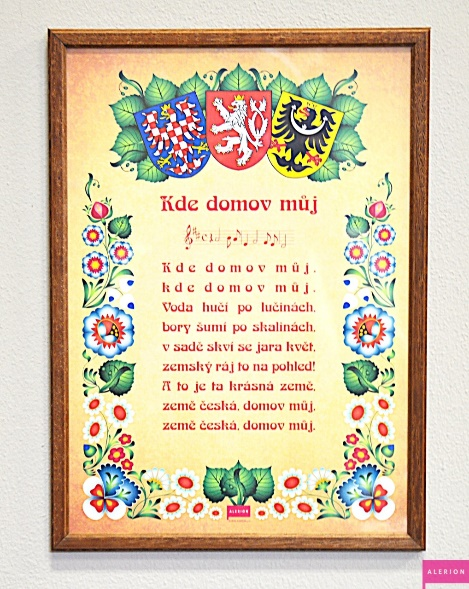 Kde domov můj
Kde domov můj,
kde domov můj,
Voda hučí po lučinách,
bory šumí po skalinách,
v sadě skví se jara květ,
zemský ráj to na pohled!
A to je ta krásná země,
země česká, domov můj,
země česká, domov můj.
ALERION
ALERION